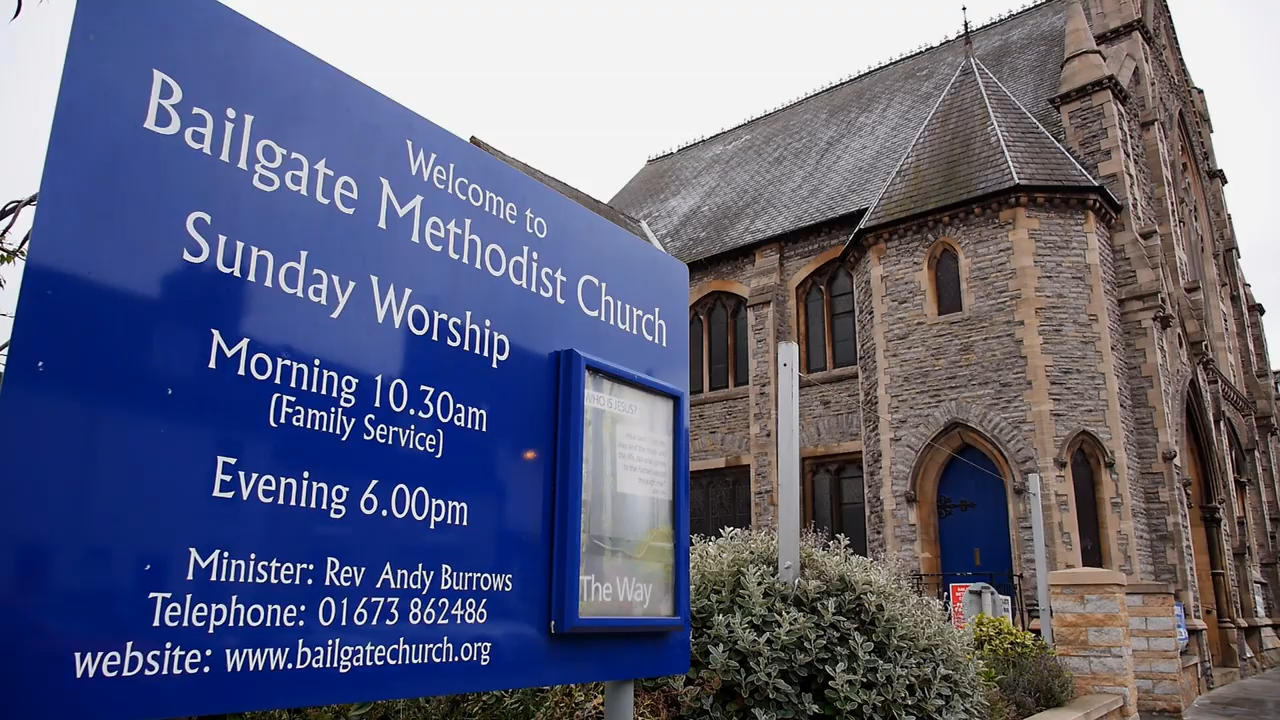 Welcome to
Bailgate Methodist Church
Sunday Worship
Morning 10.30am
(Family Service)
Evening 6.00pm
Minister: Rev Andy Burrows
Telephone: 01673 862486
website: www.bailgatechurch.org
WHO IS JESUS?
The Way